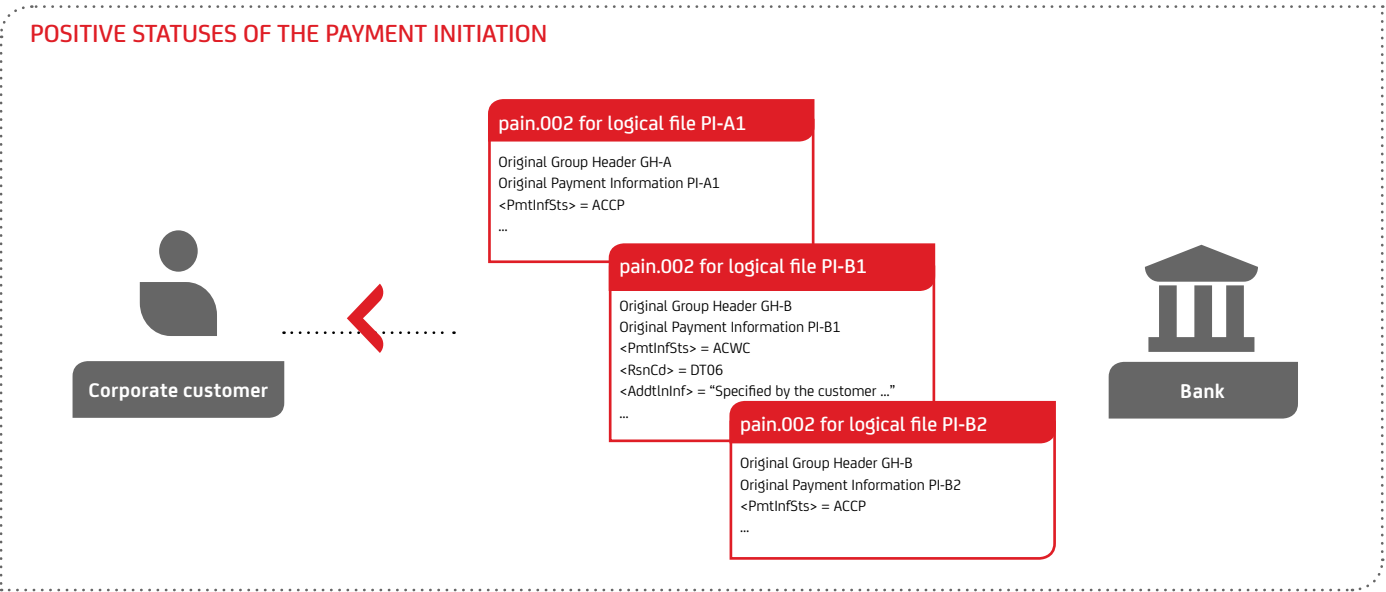 POSITIVE STATUSES OF THE PAYMENT INITIATION
pain.002 for logical file PI-A1
Original Group Header GH-A
Original Payment Information PI-A1
<PmtInfSts> = ACCP
...
pain.002 for logical file PI-B1
Original Group Header GH-B
Original Payment Information PI-B1
<PmtInfSts> = ACWC
<RsnCd> = DT06
<AddtlnInf> = “Specified by the customer ...”
...
pain.002 for logical file PI-B2
Original Group Header GH-B
Original Payment Information PI-B2
<PmtInfSts> = ACCP
...
Corporate customer
Bank